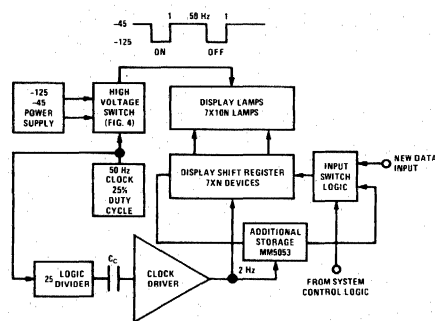 -45
1
.50 Hz
1
-125
ON
OFF
-125
-45
POWER
SUPPLY
HIGH
VOLTAGE
SWITCH
(FIG. 4)
DISPLAY LAMPS
7X10N LAMPS
50 Hz
CLOCK
25%
DUTY
CYCLE
DISPLAY SHIFT REGISTER
7XN DEVICES
INPUT
SWITCH
LOGIC
NEW DATA
INPUT
ADDITIONAL
STORAGE
MM5053
25 LOGIC
DIVIDER
CC
CLOCK
DRIVER
2 Hz
FROM SYSTEM
CONTROL LOGIC